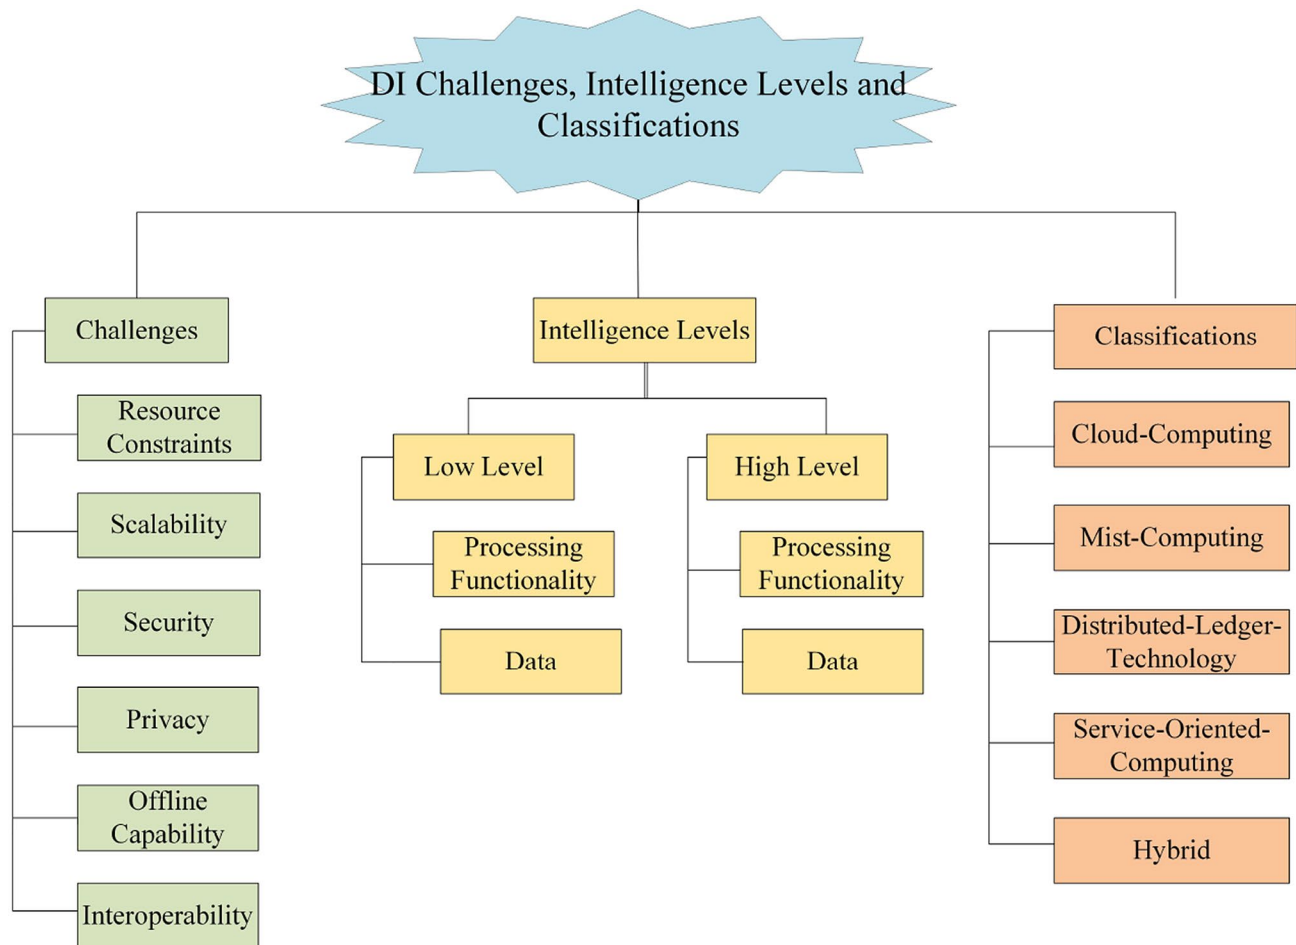 DI Challenges, Intelligence Levels and
Classifications
Challenges
Resource
Constraints
Scalability
Security
Privacy
Offline
Capability
Interoperability
Intelligence Levels
Low Level
Processing
Functionality
Data
High Level
Processing
Functionality
Data
Classifications
Cloud-Computing
Mist-Computing
Distributed-Ledger-
Technology
Service-Oriented-
Computing
Hybrid